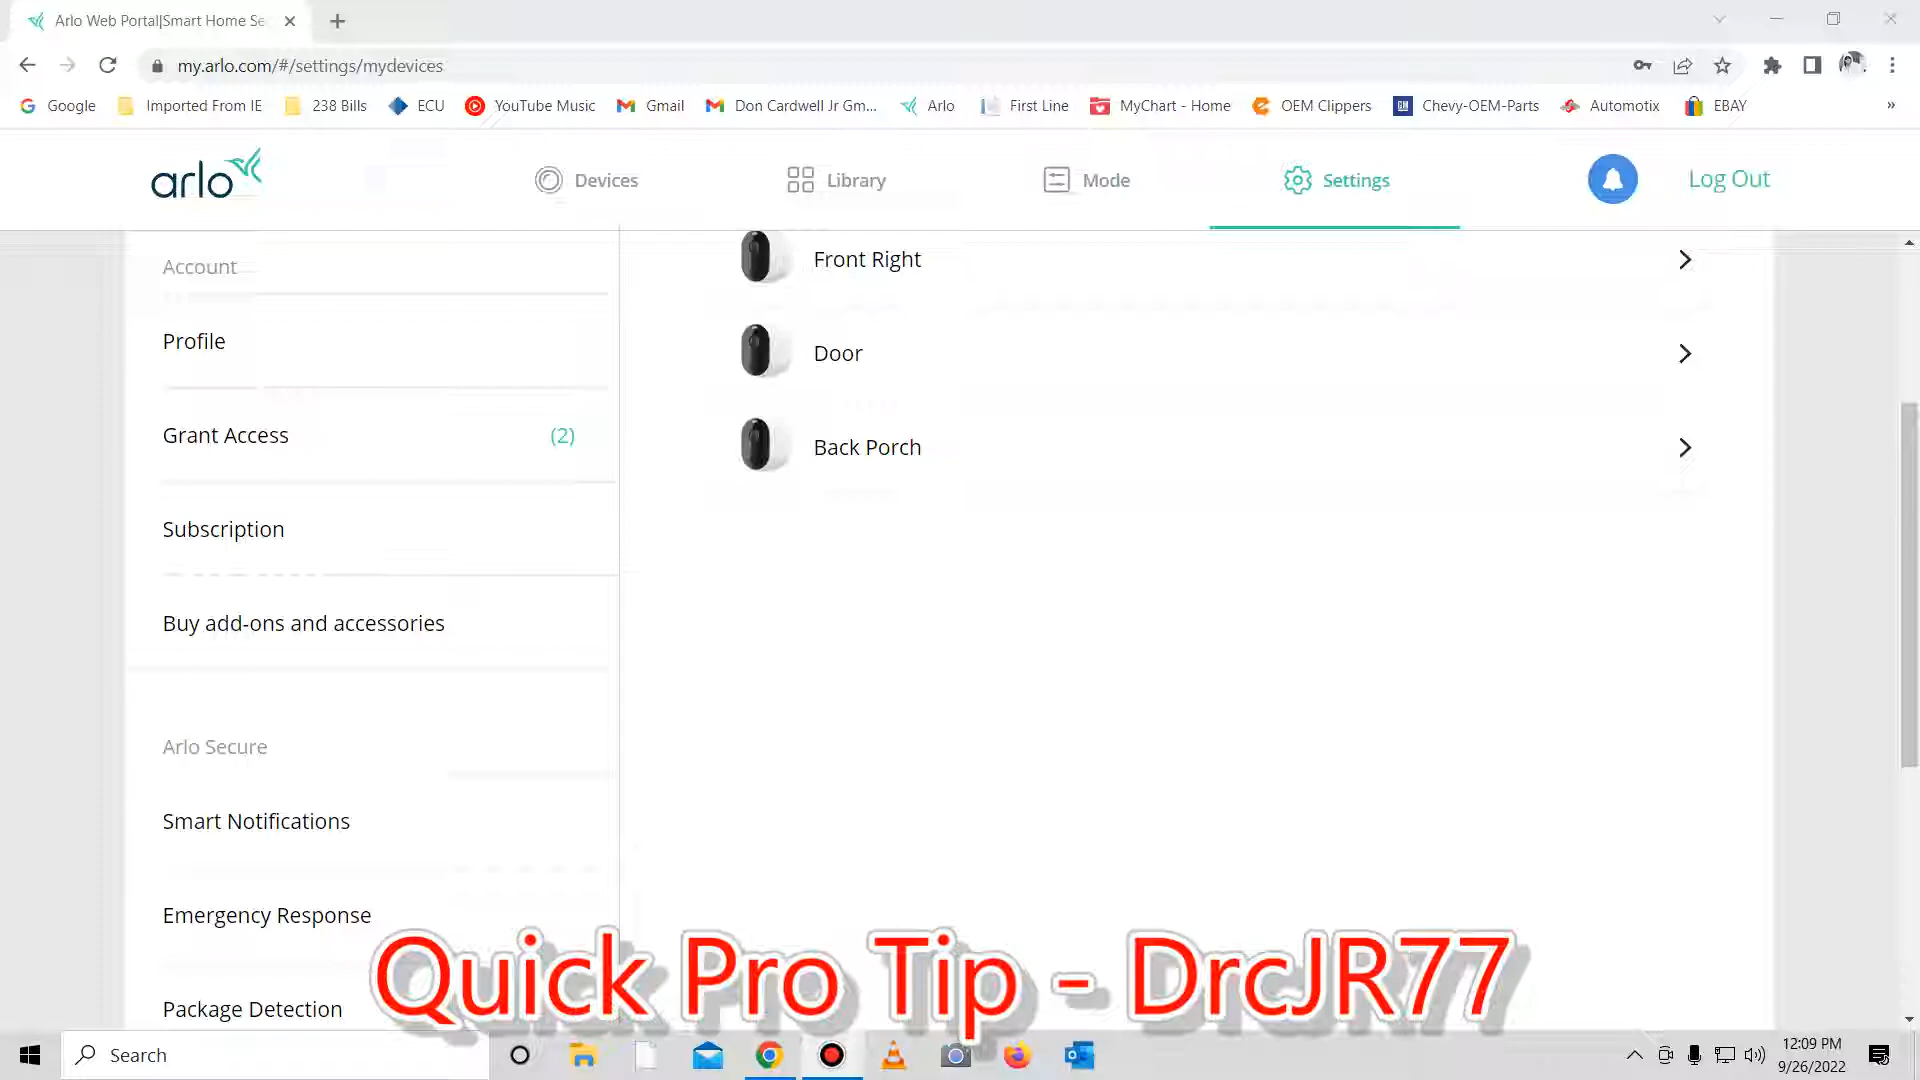 Arlo Web Portal|Smart Home Se
my.arlo.com/#/settings/mydevices
Google Imported From IE 238 Bills ECU YouTube Music Gmail Don Cardwell Jr Gm... Arlo First Line MyChart - Home OEM Clippers GM Chevy-OEM-Parts Automotix EBAY »
arlo Devices Library Mode Settings Log Out
Account
Front Right
Profile
Door
Grant Access (2)
Back Porch
Subscription
Buy add-ons and accessories
Arlo Secure
Smart Notifications
Emergency Response
Package Detection
Quick Pro Tip - DrcJR77
Search
12:09 PM
9/26/2022